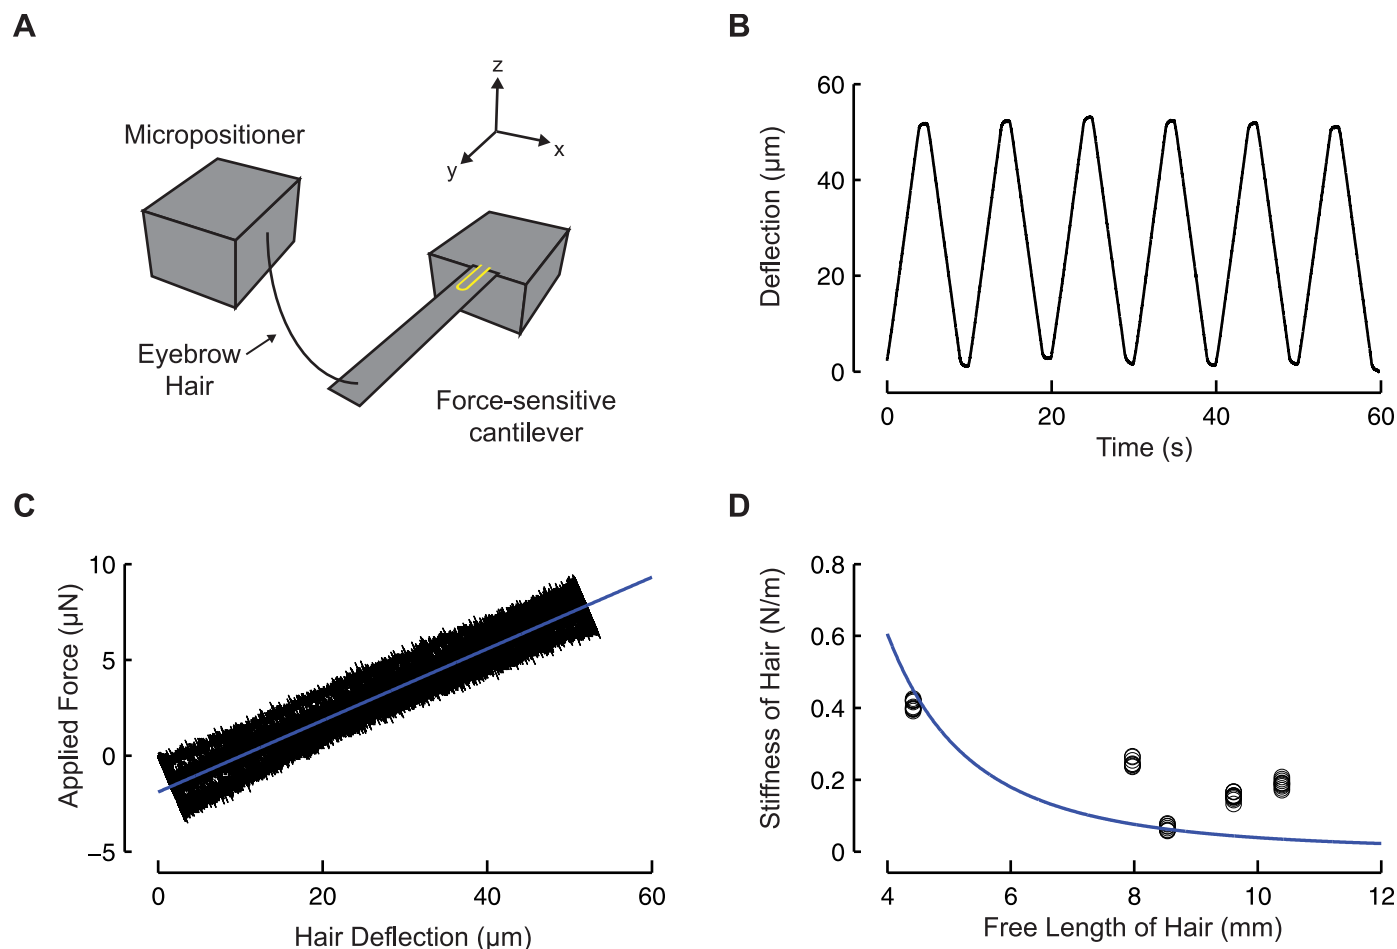 A
Micropositioner
z
x
y
Eyebrow
Hair
Force-sensitive
cantilever
B
Deflection (µm)
60
40
20
0
0
20
40
60
Time (s)
C
Applied Force (µN)
10
5
0
−5
0
20
40
60
Hair Deflection (µm)
D
Stiffness of Hair (N/m)
0.8
0.6
0.4
0.2
0
4
6
8
10
12
Free Length of Hair (mm)